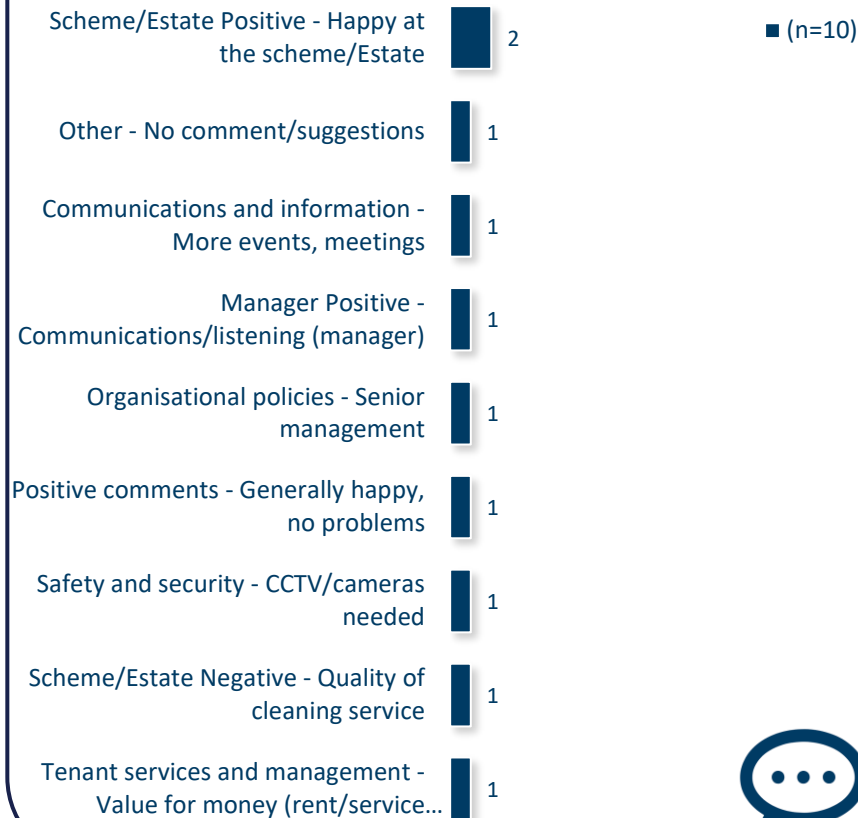 Scheme/Estate Positive - Happy at
the scheme/Estate
2
(n=10)
Other - No comment/suggestions
1
Communications and information -
More events, meetings
1
Manager Positive -
Communications/listening (manager)
1
Organisational policies - Senior
management
1
Positive comments - Generally happy,
no problems
1
Safety and security - CCTV/cameras
needed
1
Scheme/Estate Negative - Quality of
cleaning service
1
Tenant services and management -
Value for money (rent/service...
1